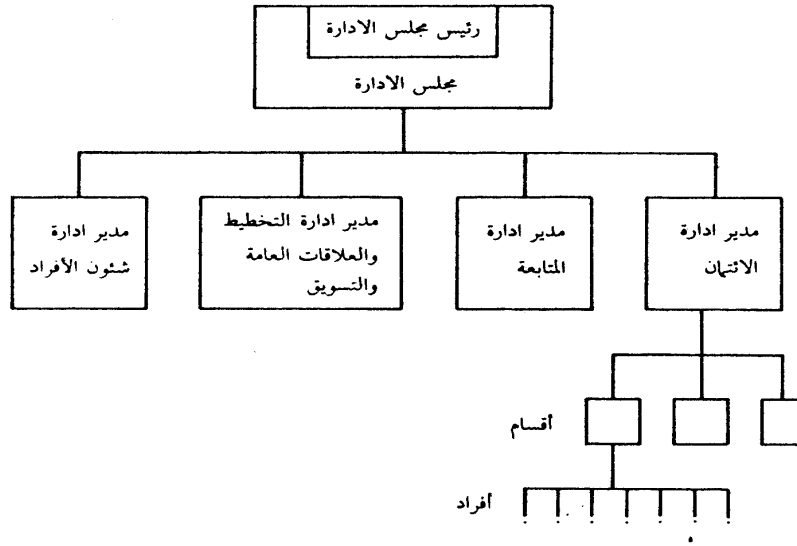 رئيس مجلس الادارة
مجلس الادارة
مدير ادارة
الائتمان
مدير ادارة
المتابعة
مدير ادارة التخطيط
والعلاقات العامة
والتسويق
مدير ادارة
شئون الأفراد
أقسام
أفراد